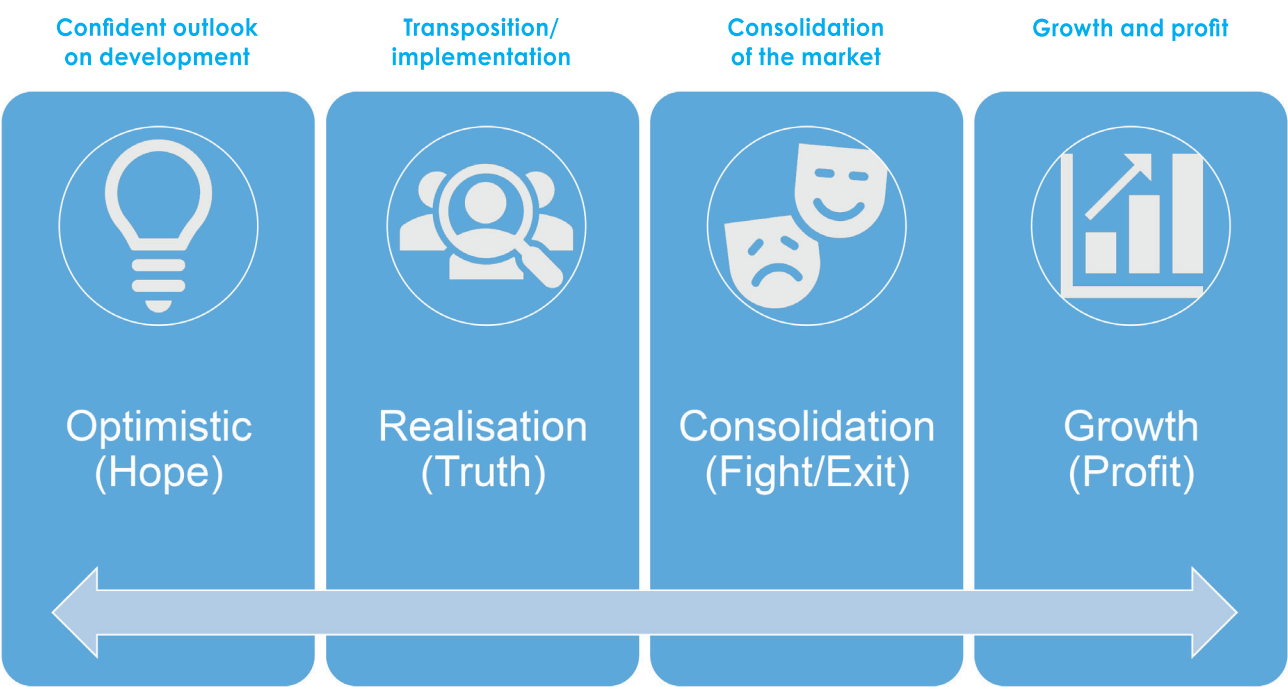 Confident outlook
on development
Transposition/
implementation
Consolidation
of the market
Growth and profit
Optimistic
(Hope)
Realisation
(Truth)
Consolidation
(Fight/Exit)
Growth
(Profit)